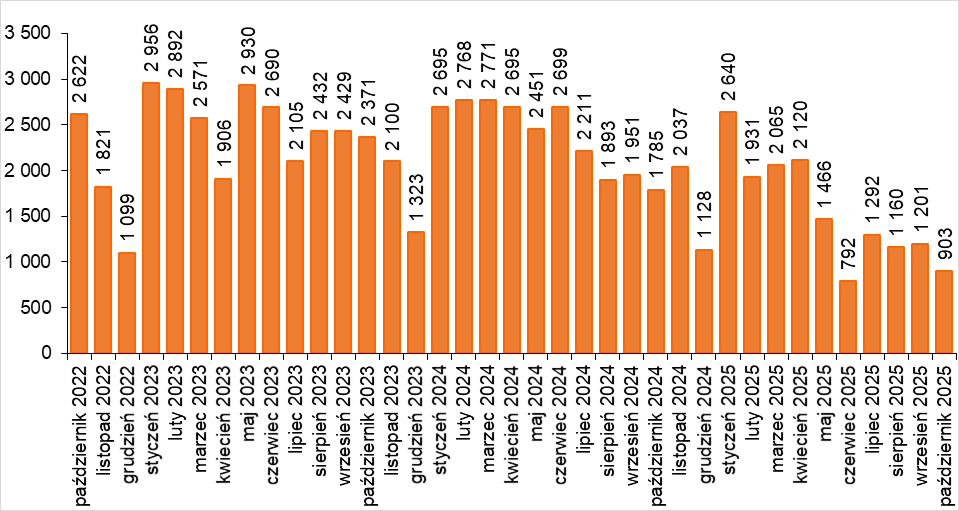 3 500
3 000
2 500
2 000
1 500
1 000
500
0
2 622
1 821
1 099
2 956
2 892
2 571
1 906
2 930
2 690
2 105
2 432
2 429
2 371
2 100
1 323
2 695
2 768
2 771
2 695
2 451
2 699
2 211
1 893
1 951
1 785
2 037
1 128
2 640
1 931
2 065
2 120
1 466
792
1 292
1 160
1 201
903
październik 2022
listopad 2022
grudzień 2022
styczeń 2023
luty 2023
marzec 2023
kwiecień 2023
maj 2023
czerwiec 2023
lipiec 2023
sierpień 2023
wrzesień 2023
październik 2023
listopad 2023
grudzień 2023
styczeń 2024
luty 2024
marzec 2024
kwiecień 2024
maj 2024
czerwiec 2024
lipiec 2024
sierpień 2024
wrzesień 2024
październik 2024
listopad 2024
grudzień 2024
styczeń 2025
luty 2025
marzec 2025
kwiecień 2025
maj 2025
czerwiec 2025
lipiec 2025
sierpień 2025
wrzesień 2025
październik 2025